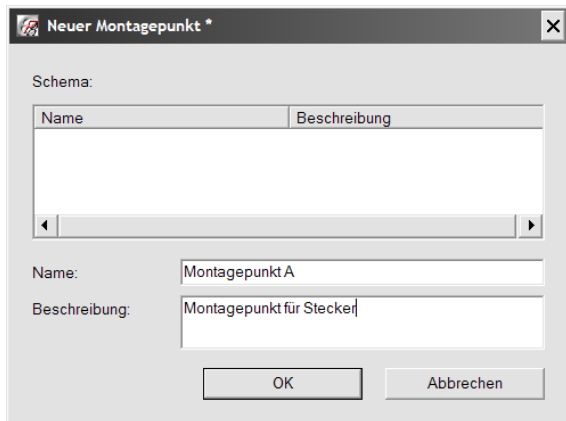 Neuer Montagepunkt *
Schema:
Name Beschreibung
Name: Montagepunkt A
Beschreibung: Montagepunkt für Stecker
OK Abbrechen